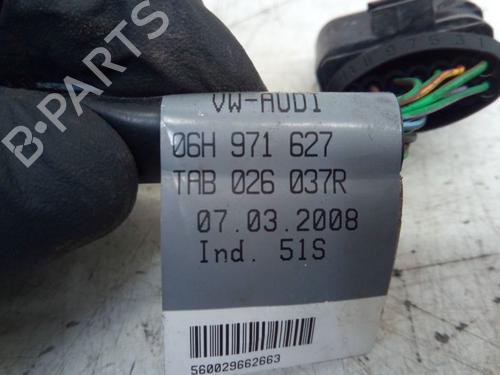 VW-AUDI
06H 971 627
TAB 026 037R
07.03.2008
Ind. 51S
560029662663
B-PARTS